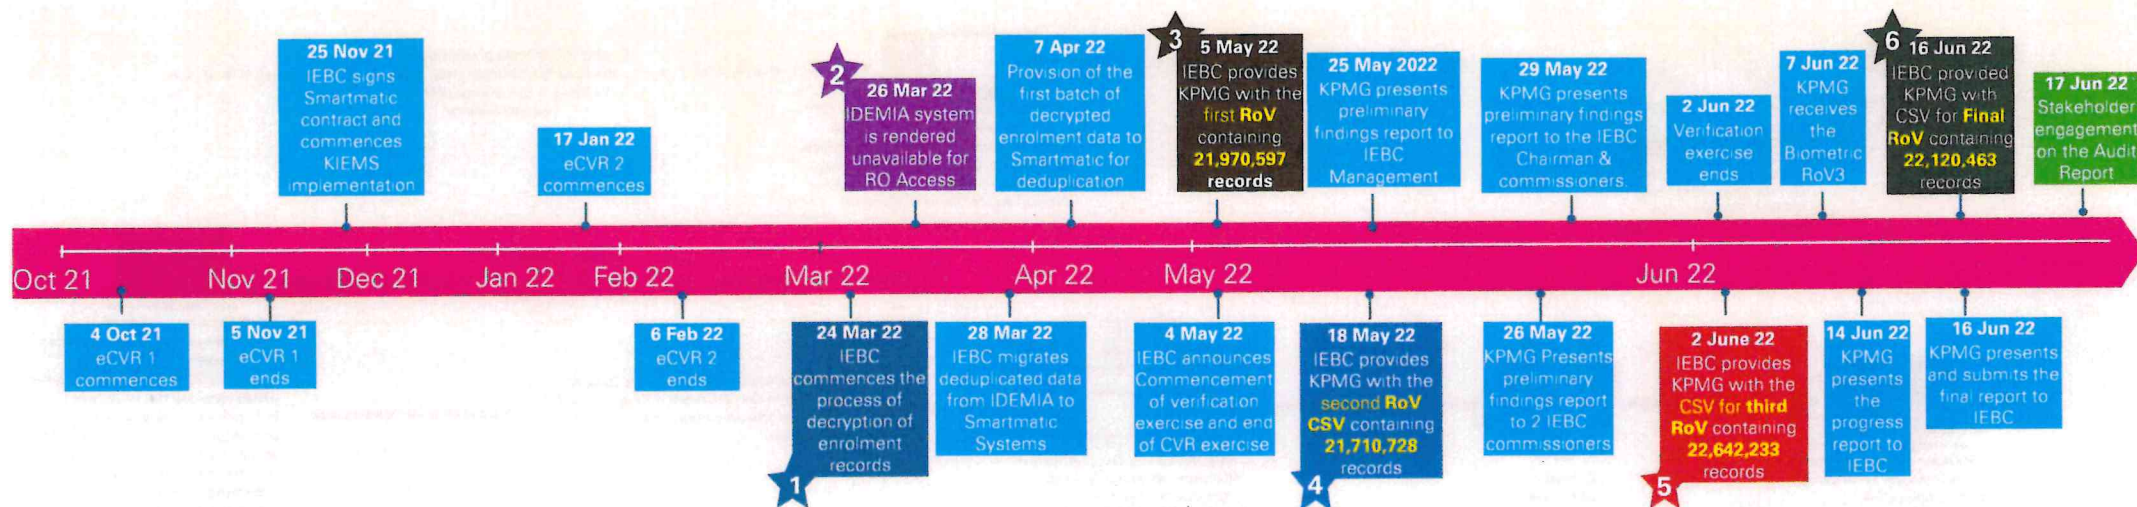 25 Nov 21
IEBC signs
Smartmatic
contract and
commences
KIEMS
implementation
17 Jan 22
eCVR 2
commences
2
26 Mar 22
IDEMIA system
is rendered
unavailable for
RO Access
7 Apr 22
Provision of the
first batch of
decrypted
enrolment data to
Smartmatic for
deduplication
3
5 May 22
IEBC provides
KPMG with the
first RoV
containing
21,970,597
records
25 May 2022
KPMG presents
preliminary
findings report to
IEBC
Management
29 May 22
KPMG presents
preliminary findings
report to the IEBC
Chairman &
commissioners.
2 Jun 22
Verification
exercise
ends
7 Jun 22
KPMG
receives
the
Biometric
RoV3
6
16 Jun 22
IEBC provided
KPMG with
CSV for Final
RoV containing
22,120,463
records
17 Jun 22
Stakeholder
engagement
on the Audit
Report
Oct 21
Nov 21
Dec 21
Jan 22
Feb 22
Mar 22
Apr 22
May 22
Jun 22
4 Oct 21
eCVR 1
commences
5 Nov 21
eCVR 1
ends
6 Feb 22
eCVR 2
ends
24 Mar 22
IEBC
commences the
process of
decryption of
enrolment
records
1
28 Mar 22
IEBC migrates
deduplicated data
from IDEMIA to
Smartmatic
Systems
4 May 22
IEBC announces
Commencement
of verification
exercise and end
of CVR exercise
18 May 22
IEBC provides
KPMG with the
second RoV
CSV containing
21,710,728
records
4
26 May 22
KPMG Presents
preliminary
findings report
to 2 IEBC
commissioners
2 June 22
IEBC provides
KPMG with the
CSV for third
RoV containing
22,642,233
records
5
14 Jun 22
KPMG
presents
the
progress
report to
IEBC
16 Jun 22
KPMG presents
and submits the
final report to
IEBC